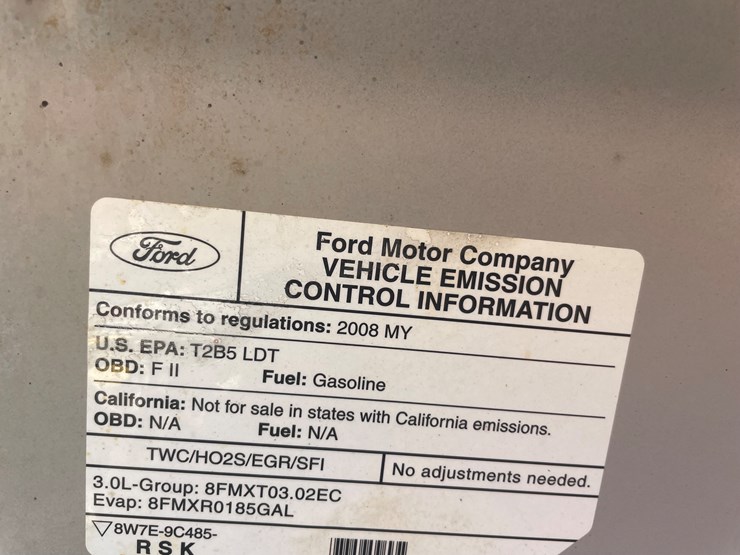 Ford
Ford Motor Company
VEHICLE EMISSION
CONTROL INFORMATION
Conforms to regulations: 2008 MY
U.S. EPA: T2B5 LDT
OBD: F II Fuel: Gasoline
California: Not for sale in states with California emissions.
OBD: N/A Fuel: N/A
TWC/HO2S/EGR/SFI No adjustments needed.
3.0L-Group: 8FMXT03.02EC
Evap: 8FMXR0185GAL
▽8W7E-9C485-
R S K